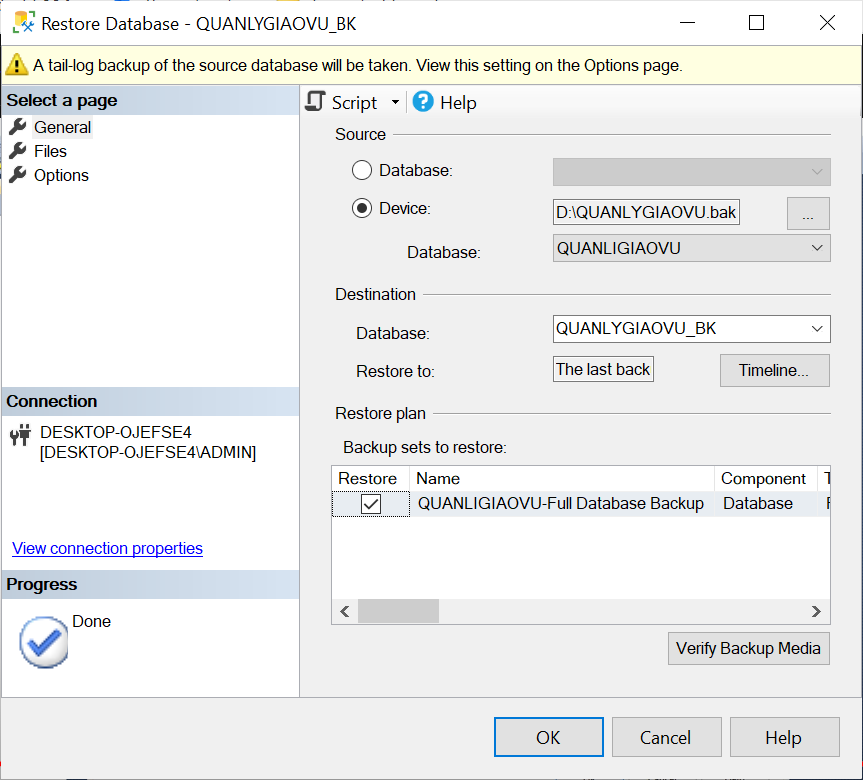 Restore Database - QUANLYGIAOVU_BK
A tail-log backup of the source database will be taken. View this setting on the Options page.
Select a page
General
Files
Options
Script
Help
Source
Database:
Device:
D:\QUANLYGIAOVU.bak
...
Database:
QUANLIGIAOVU
Destination
Database:
QUANLYGIAOVU_BK
Restore to:
The last back
Timeline...
Restore plan
Backup sets to restore:
Restore Name Component
QUANLIGIAOVU-Full Database Backup Database
Verify Backup Media
Connection
DESKTOP-OJEFSE4
[DESKTOP-OJEFSE4\ADMIN]
View connection properties
Progress
Done
OK
Cancel
Help